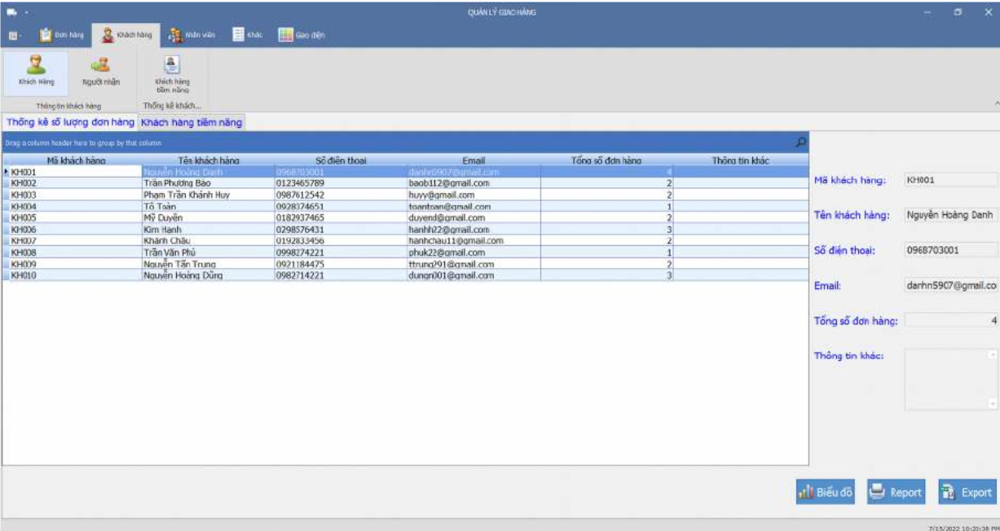 QUẢN LÝ GIAO HÀNG
Đơn hàng Khách hàng Nhân viên Khác Giao diện
Khách Hàng Người nhận Khách hàng tiềm năng
Thông tin khách hàng Thống kê khách...
Thống kê số lượng đơn hàng Khách hàng tiềm năng
Drag a column header here to group by that column
Mã khách hàng Tên khách hàng Số điện thoại Email Tổng số đơn hàng Thông tin khác
KH001 Nguyễn Hoàng Danh 0968703001 danhn5907@gmail.com 4
KH002 Trần Phương Bảo 0123465789 baob112@gmail.com 2
KH003 Phạm Trần Khánh Huy 0987612542 huyy@gmail.com 2
KH004 Tô Toàn 0928374651 toantoan@gmail.com 1
KH005 Mỹ Duyên 0182937465 duyend@gmail.com 2
KH006 Kim Hạnh 0298576431 hanhh22@gmail.com 3
KH007 Khánh Châu 0192833456 hanhchau11@gmail.com 2
KH008 Trần Văn Phú 0998274221 phuk22@gmail.com 1
KH009 Nguyễn Tấn Trung 0921184475 ttrung291@gmail.com 2
KH010 Nguyễn Hoàng Dũng 0982714221 dungn001@gmail.com 3
Mã khách hàng: KH001
Tên khách hàng: Nguyễn Hoàng Danh
Số điện thoại: 0968703001
Email: danhn5907@gmail.co
Tổng số đơn hàng: 4
Thông tin khác:
Biểu đồ Report Export
7/15/2022 10:20:38 PM